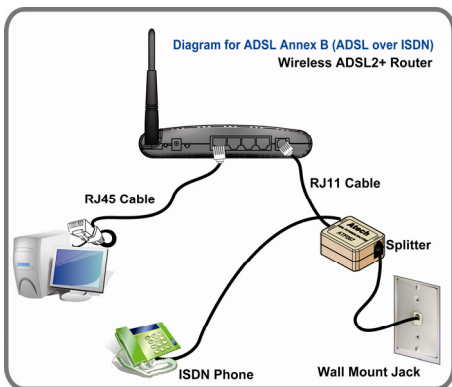 Diagram for ADSL Annex B (ADSL over ISDN)
Wireless ADSL2+ Router
RJ11 Cable
RJ45 Cable
Atech
Splitter
ISDN Phone
Wall Mount Jack